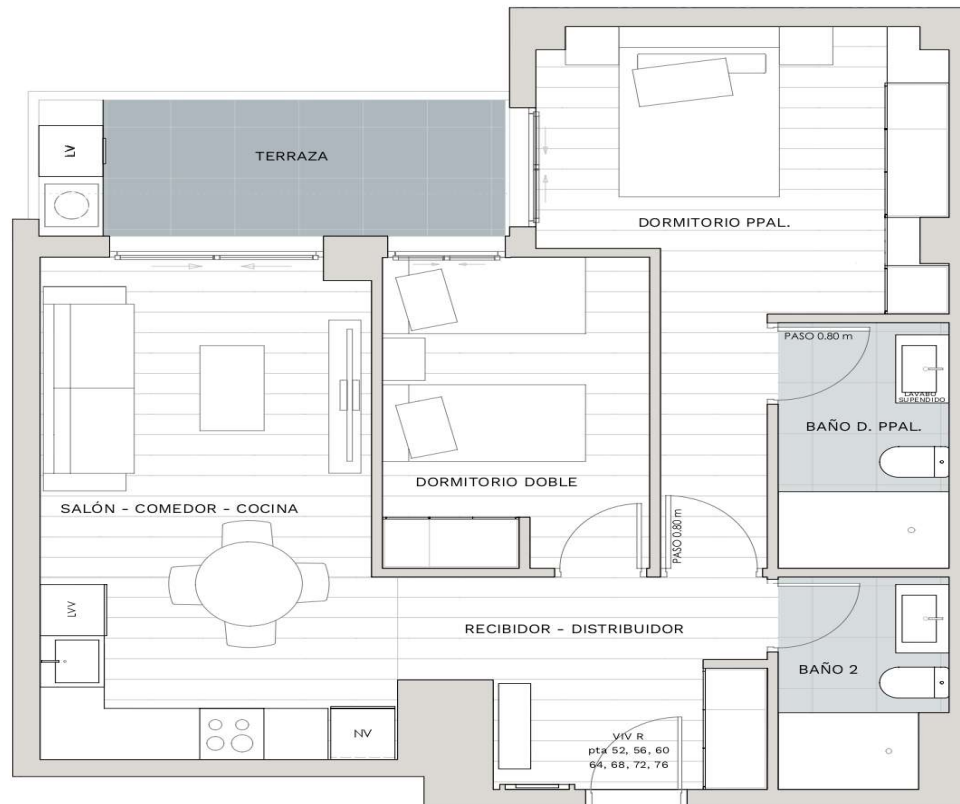 LV
TERRAZA
DORMITORIO PPAL.
PASO 0.80 m
LAVABO
SUPENDIDO
BAÑO D. PPAL.
DORMITORIO DOBLE
SALÓN - COMEDOR - COCINA
PASO 0.80 m
LVV
RECIBIDOR - DISTRIBUIDOR
BAÑO 2
NV
VIV R
pta 52, 56, 60
64, 68, 72, 76